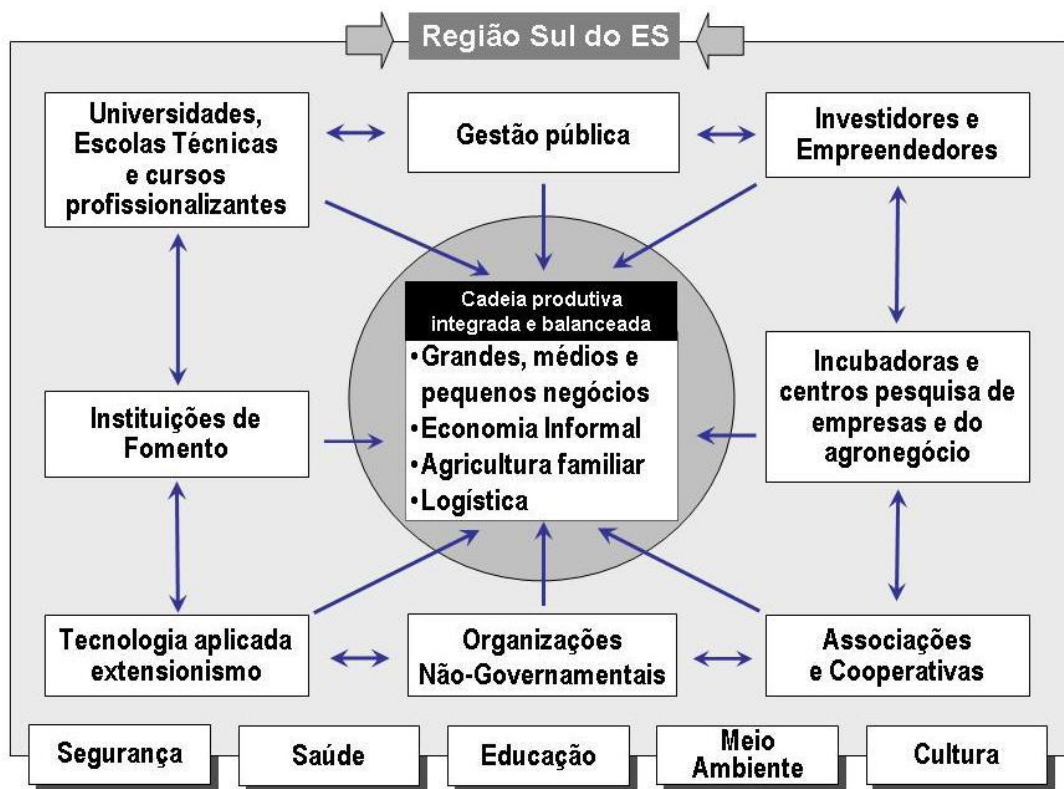 Região Sul do ES
Universidades,
Escolas Técnicas
e cursos
profissionalizantes
Gestão pública
Investidores e
Empreendedores
Cadeia produtiva
integrada e balanceada
•Grandes, médios e
pequenos negócios
•Economia Informal
•Agricultura familiar
•Logística
Instituições de
Fomento
Incubadoras e
centros pesquisa de
empresas e do
agronegócio
Tecnologia aplicada
extensionismo
Organizações
Não-Governamentais
Associações
e Cooperativas
Segurança
Saúde
Educação
Meio
Ambiente
Cultura